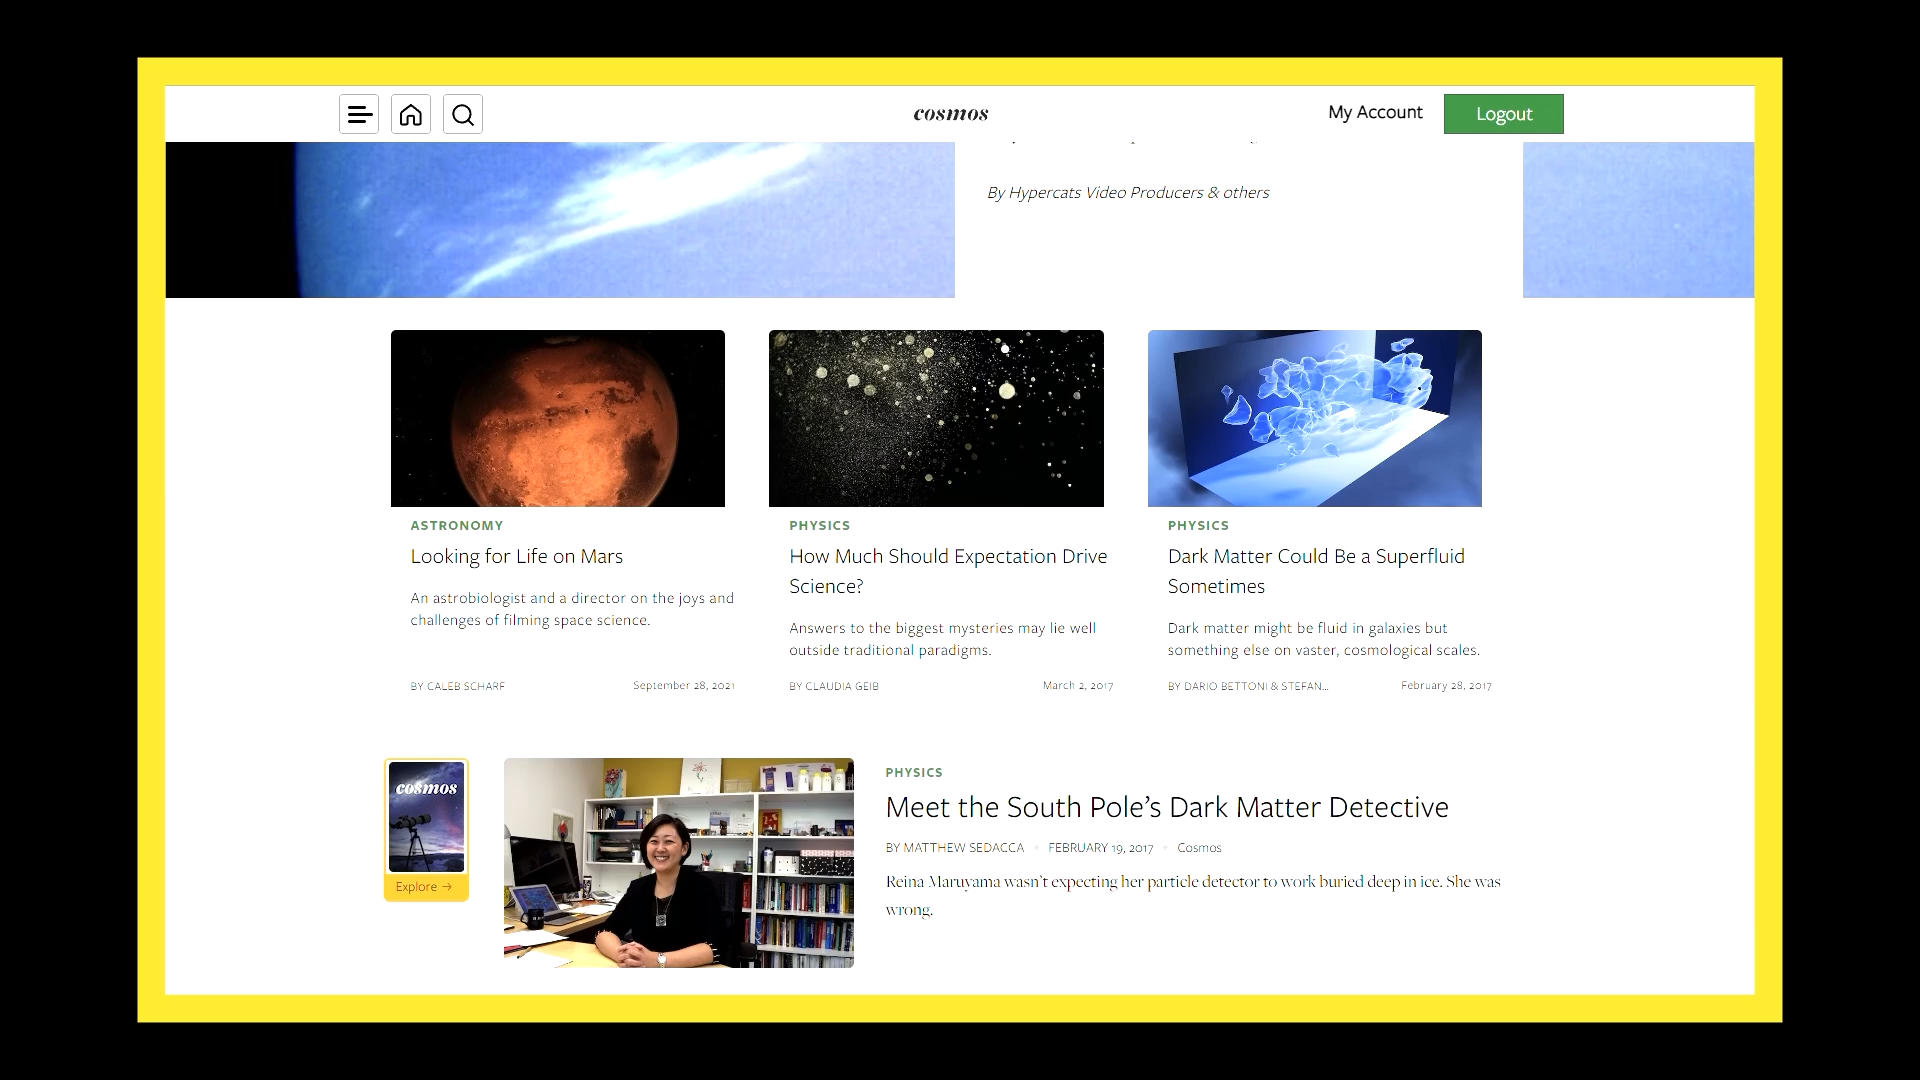 cosmos
My Account
Logout
By Hypercats Video Producers & others
ASTRONOMY
Looking for Life on Mars
An astrobiologist and a director on the joys and
challenges of filming space science.
BY CALEB SCHARF
September 28, 2021
PHYSICS
How Much Should Expectation Drive
Science?
Answers to the biggest mysteries may lie well
outside traditional paradigms.
BY CLAUDIA GEIB
March 2, 2017
PHYSICS
Dark Matter Could Be a Superfluid
Sometimes
Dark matter might be fluid in galaxies but
something else on vaster, cosmological scales.
BY DARIO BETTONI & STEFAN...
February 28, 2017
cosmos
Explore →
PHYSICS
Meet the South Pole’s Dark Matter Detective
BY MATTHEW SEDACCA • FEBRUARY 19, 2017 • Cosmos
Reina Maruyama wasn’t expecting her particle detector to work buried deep in ice. She was
wrong.